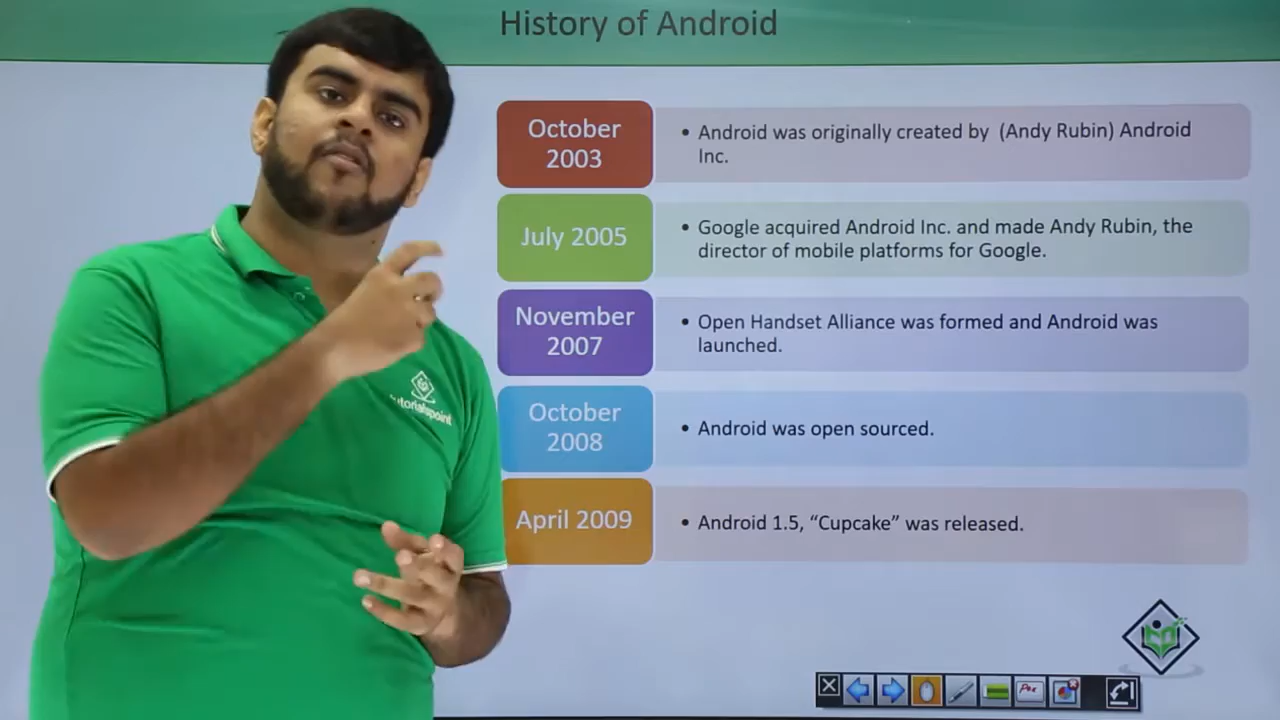 History of Android
October
2003
• Android was originally created by (Andy Rubin) Android
Inc.
July 2005
• Google acquired Android Inc. and made Andy Rubin, the
director of mobile platforms for Google.
November
2007
• Open Handset Alliance was formed and Android was
launched.
October
2008
• Android was open sourced.
April 2009
• Android 1.5, “Cupcake” was released.
tutorialspoint
Pen